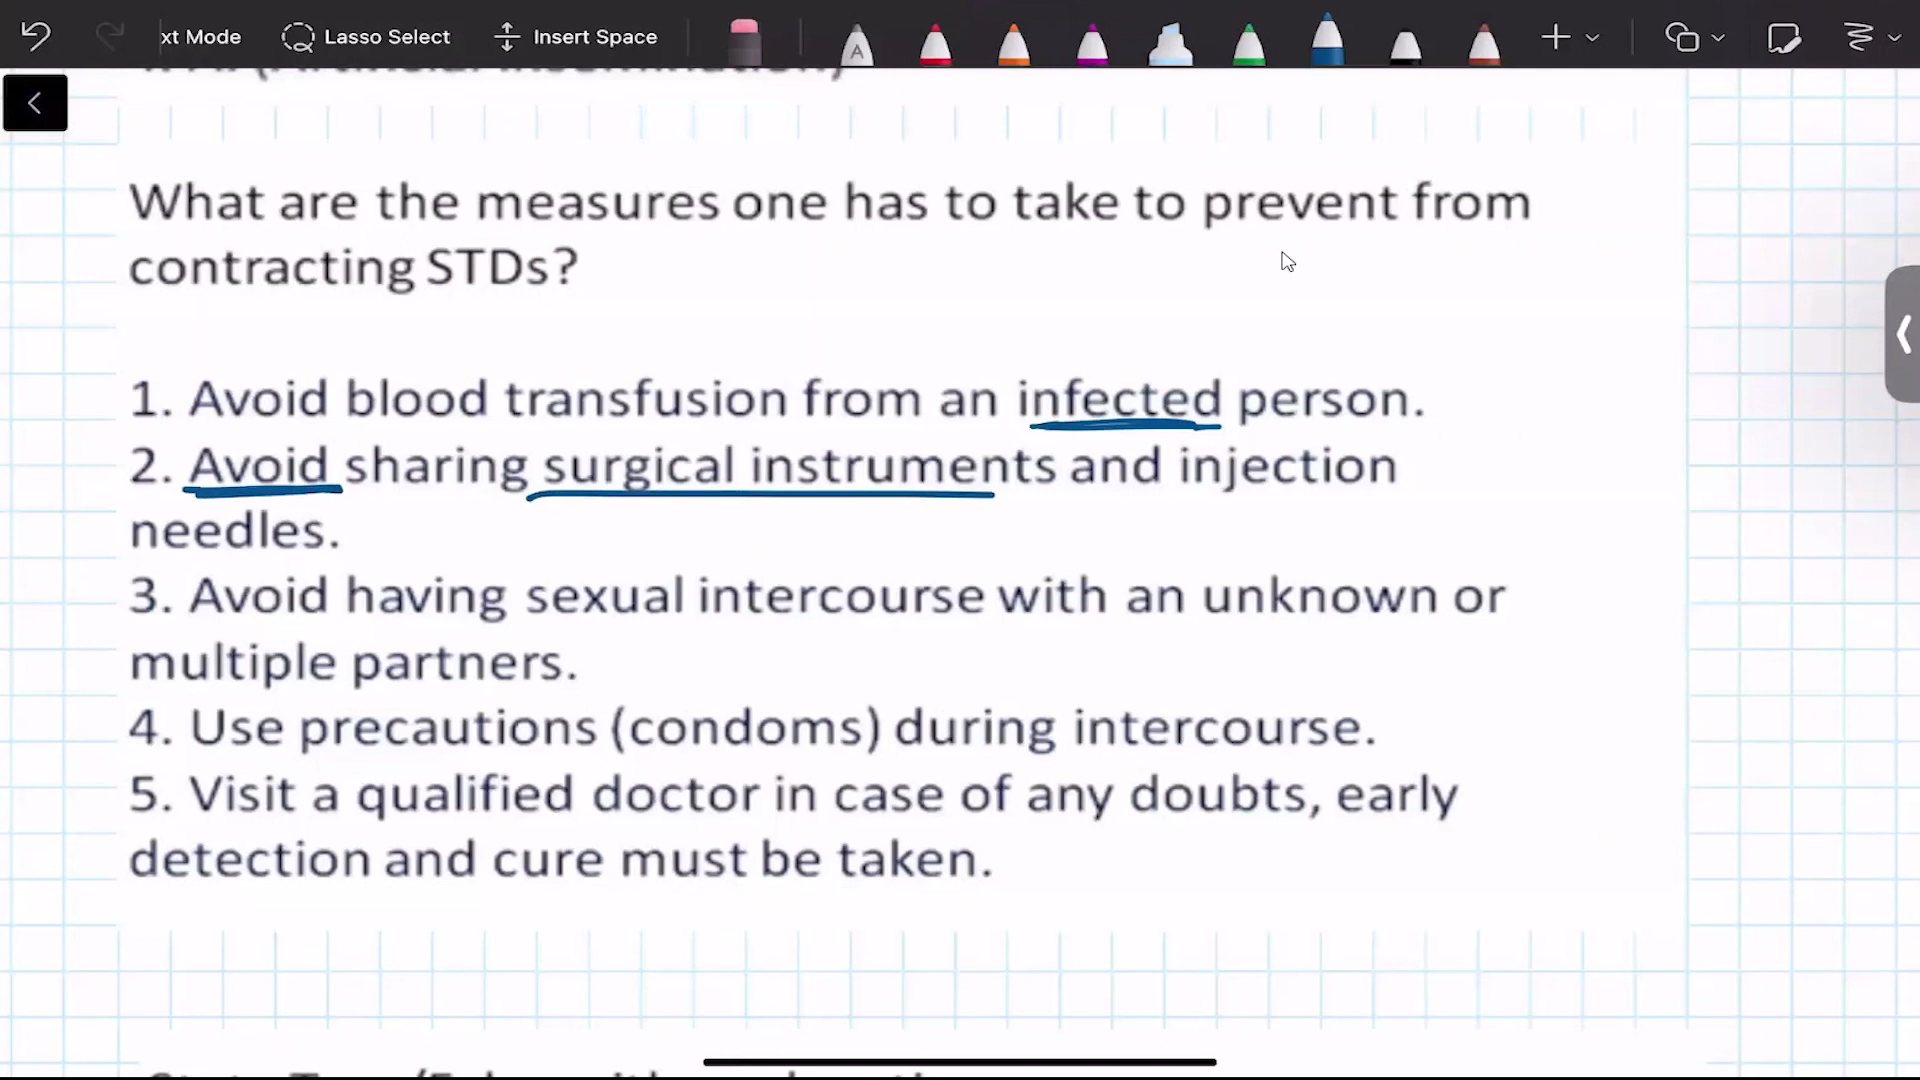 xt Mode Lasso Select Insert Space
What are the measures one has to take to prevent from
contracting STDs?
1. Avoid blood transfusion from an infected person.
2. Avoid sharing surgical instruments and injection
needles.
3. Avoid having sexual intercourse with an unknown or
multiple partners.
4. Use precautions (condoms) during intercourse.
5. Visit a qualified doctor in case of any doubts, early
detection and cure must be taken.